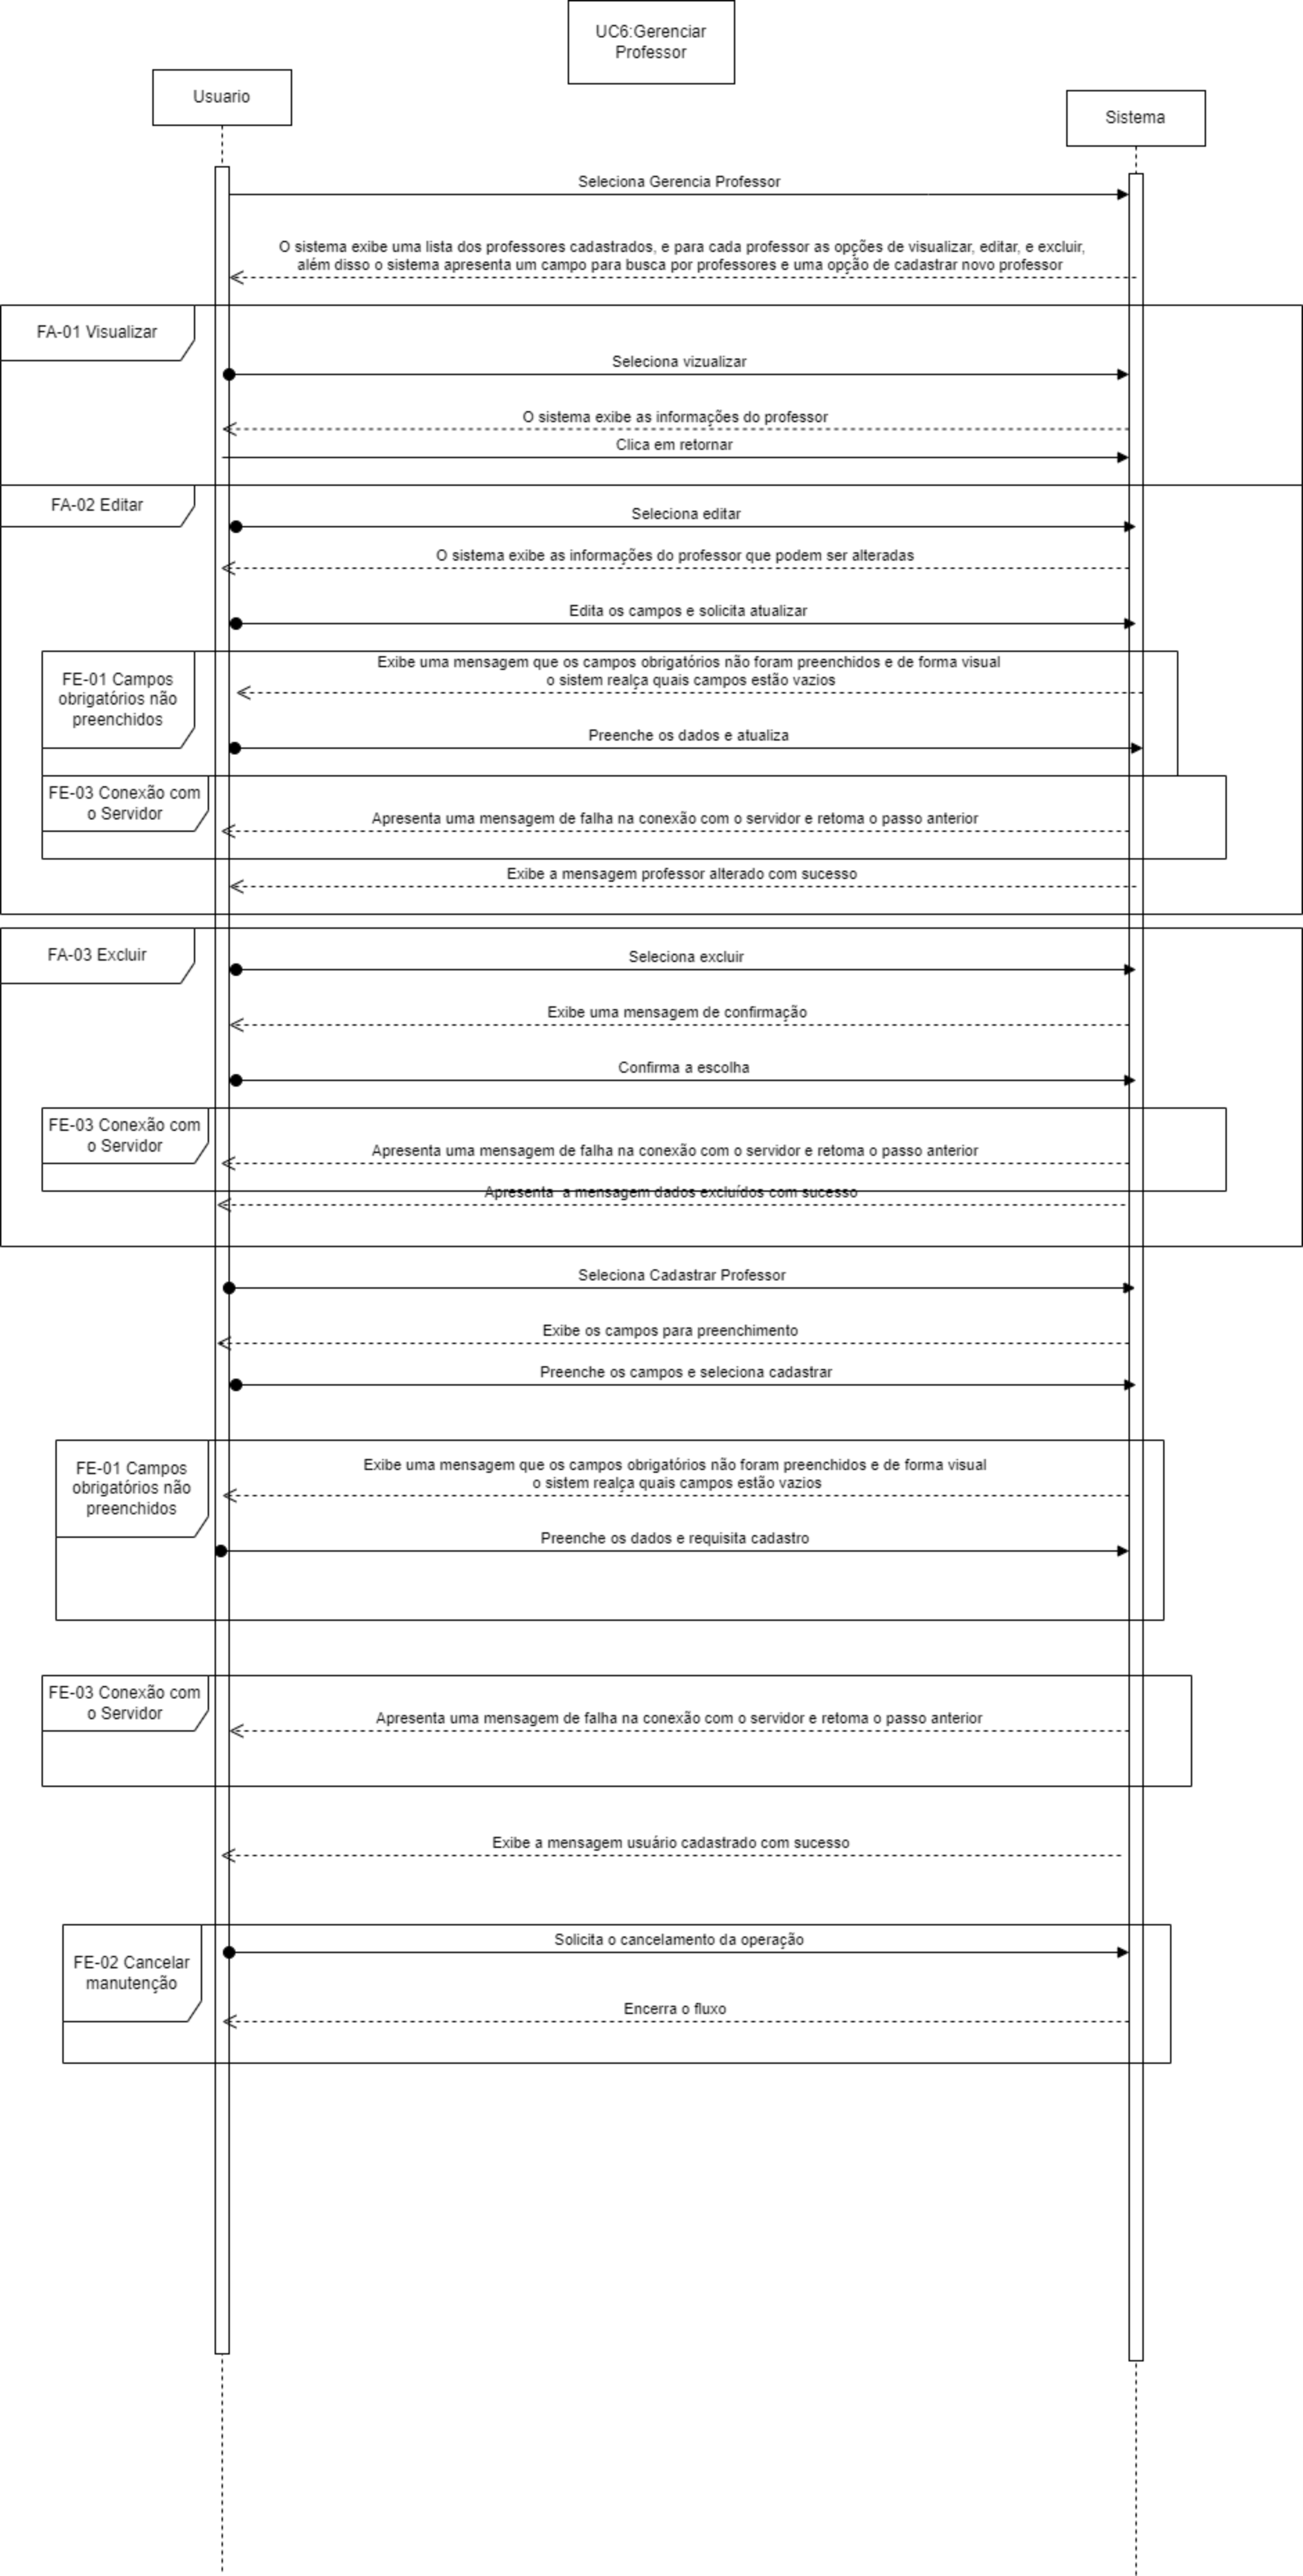 UC6:Gerenciar
Professor
Usuario
Sistema
Seleciona Gerencia Professor
O sistema exibe uma lista dos professores cadastrados, e para cada professor as opções de visualizar, editar, e excluir,
além disso o sistema apresenta um campo para busca por professores e uma opção de cadastrar novo professor
FA-01 Visualizar
Seleciona vizualizar
O sistema exibe as informações do professor
Clica em retornar
FA-02 Editar
Seleciona editar
O sistema exibe as informações do professor que podem ser alteradas
Edita os campos e solicita atualizar
FE-01 Campos
obrigatórios não
preenchidos
Exibe uma mensagem que os campos obrigatórios não foram preenchidos e de forma visual
o sistem realça quais campos estão vazios
Preenche os dados e atualiza
FE-03 Conexão com
o Servidor
Apresenta uma mensagem de falha na conexão com o servidor e retoma o passo anterior
Exibe a mensagem professor alterado com sucesso
FA-03 Excluir
Seleciona excluir
Exibe uma mensagem de confirmação
Confirma a escolha
FE-03 Conexão com
o Servidor
Apresenta uma mensagem de falha na conexão com o servidor e retoma o passo anterior
Apresenta  a mensagem dados excluídos com sucesso
Seleciona Cadastrar Professor
Exibe os campos para preenchimento
Preenche os campos e seleciona cadastrar
FE-01 Campos
obrigatórios não
preenchidos
Exibe uma mensagem que os campos obrigatórios não foram preenchidos e de forma visual
o sistem realça quais campos estão vazios
Preenche os dados e requisita cadastro
FE-03 Conexão com
o Servidor
Apresenta uma mensagem de falha na conexão com o servidor e retoma o passo anterior
Exibe a mensagem usuário cadastrado com sucesso
FE-02 Cancelar
manutenção
Solicita o cancelamento da operação
Encerra o fluxo